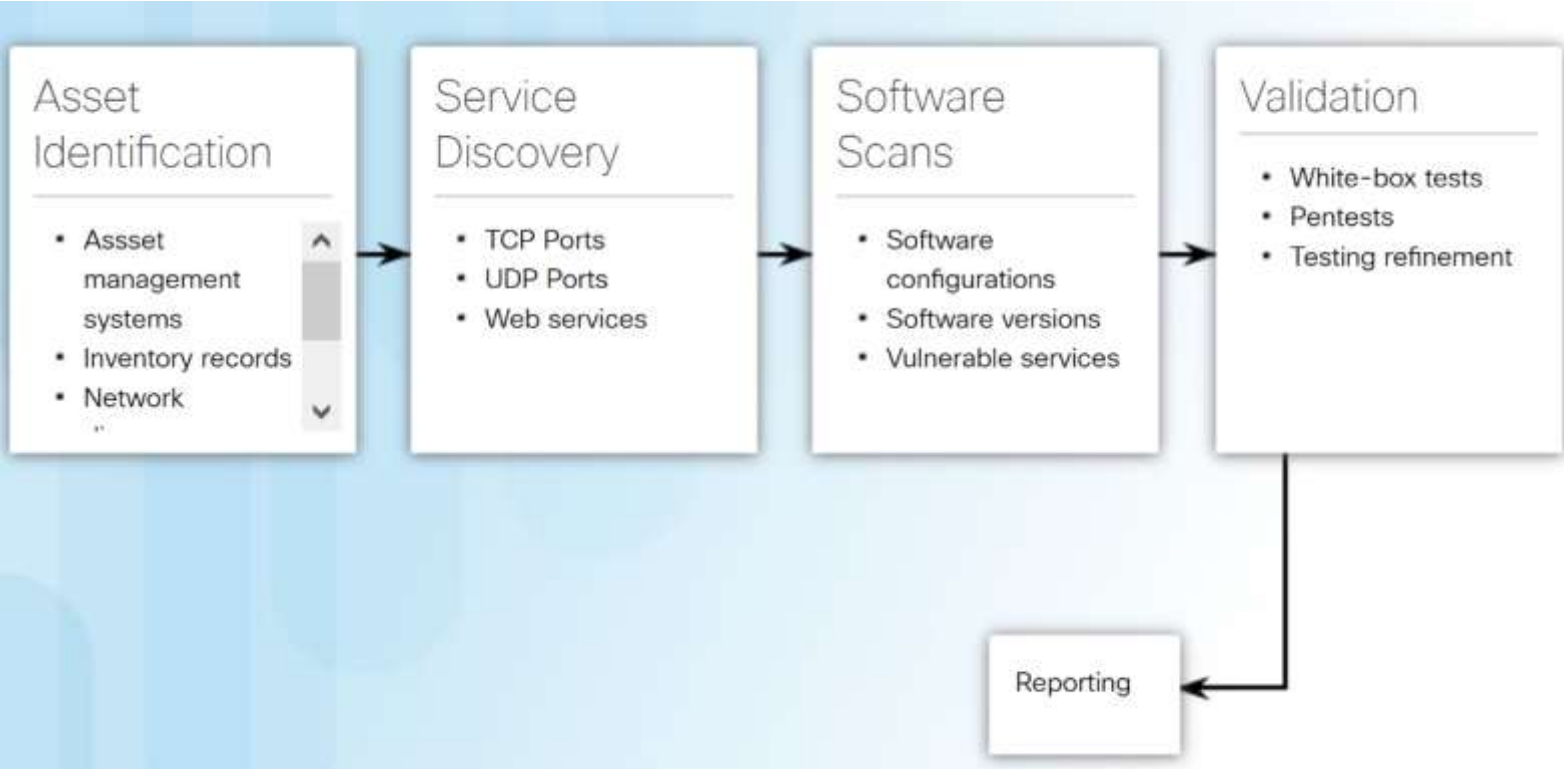 Asset
Identification
• Assset
management
systems
• Inventory records
• Network
Service
Discovery
• TCP Ports
• UDP Ports
• Web services
Software
Scans
• Software
configurations
• Software versions
• Vulnerable services
Validation
• White-box tests
• Pentests
• Testing refinement
Reporting